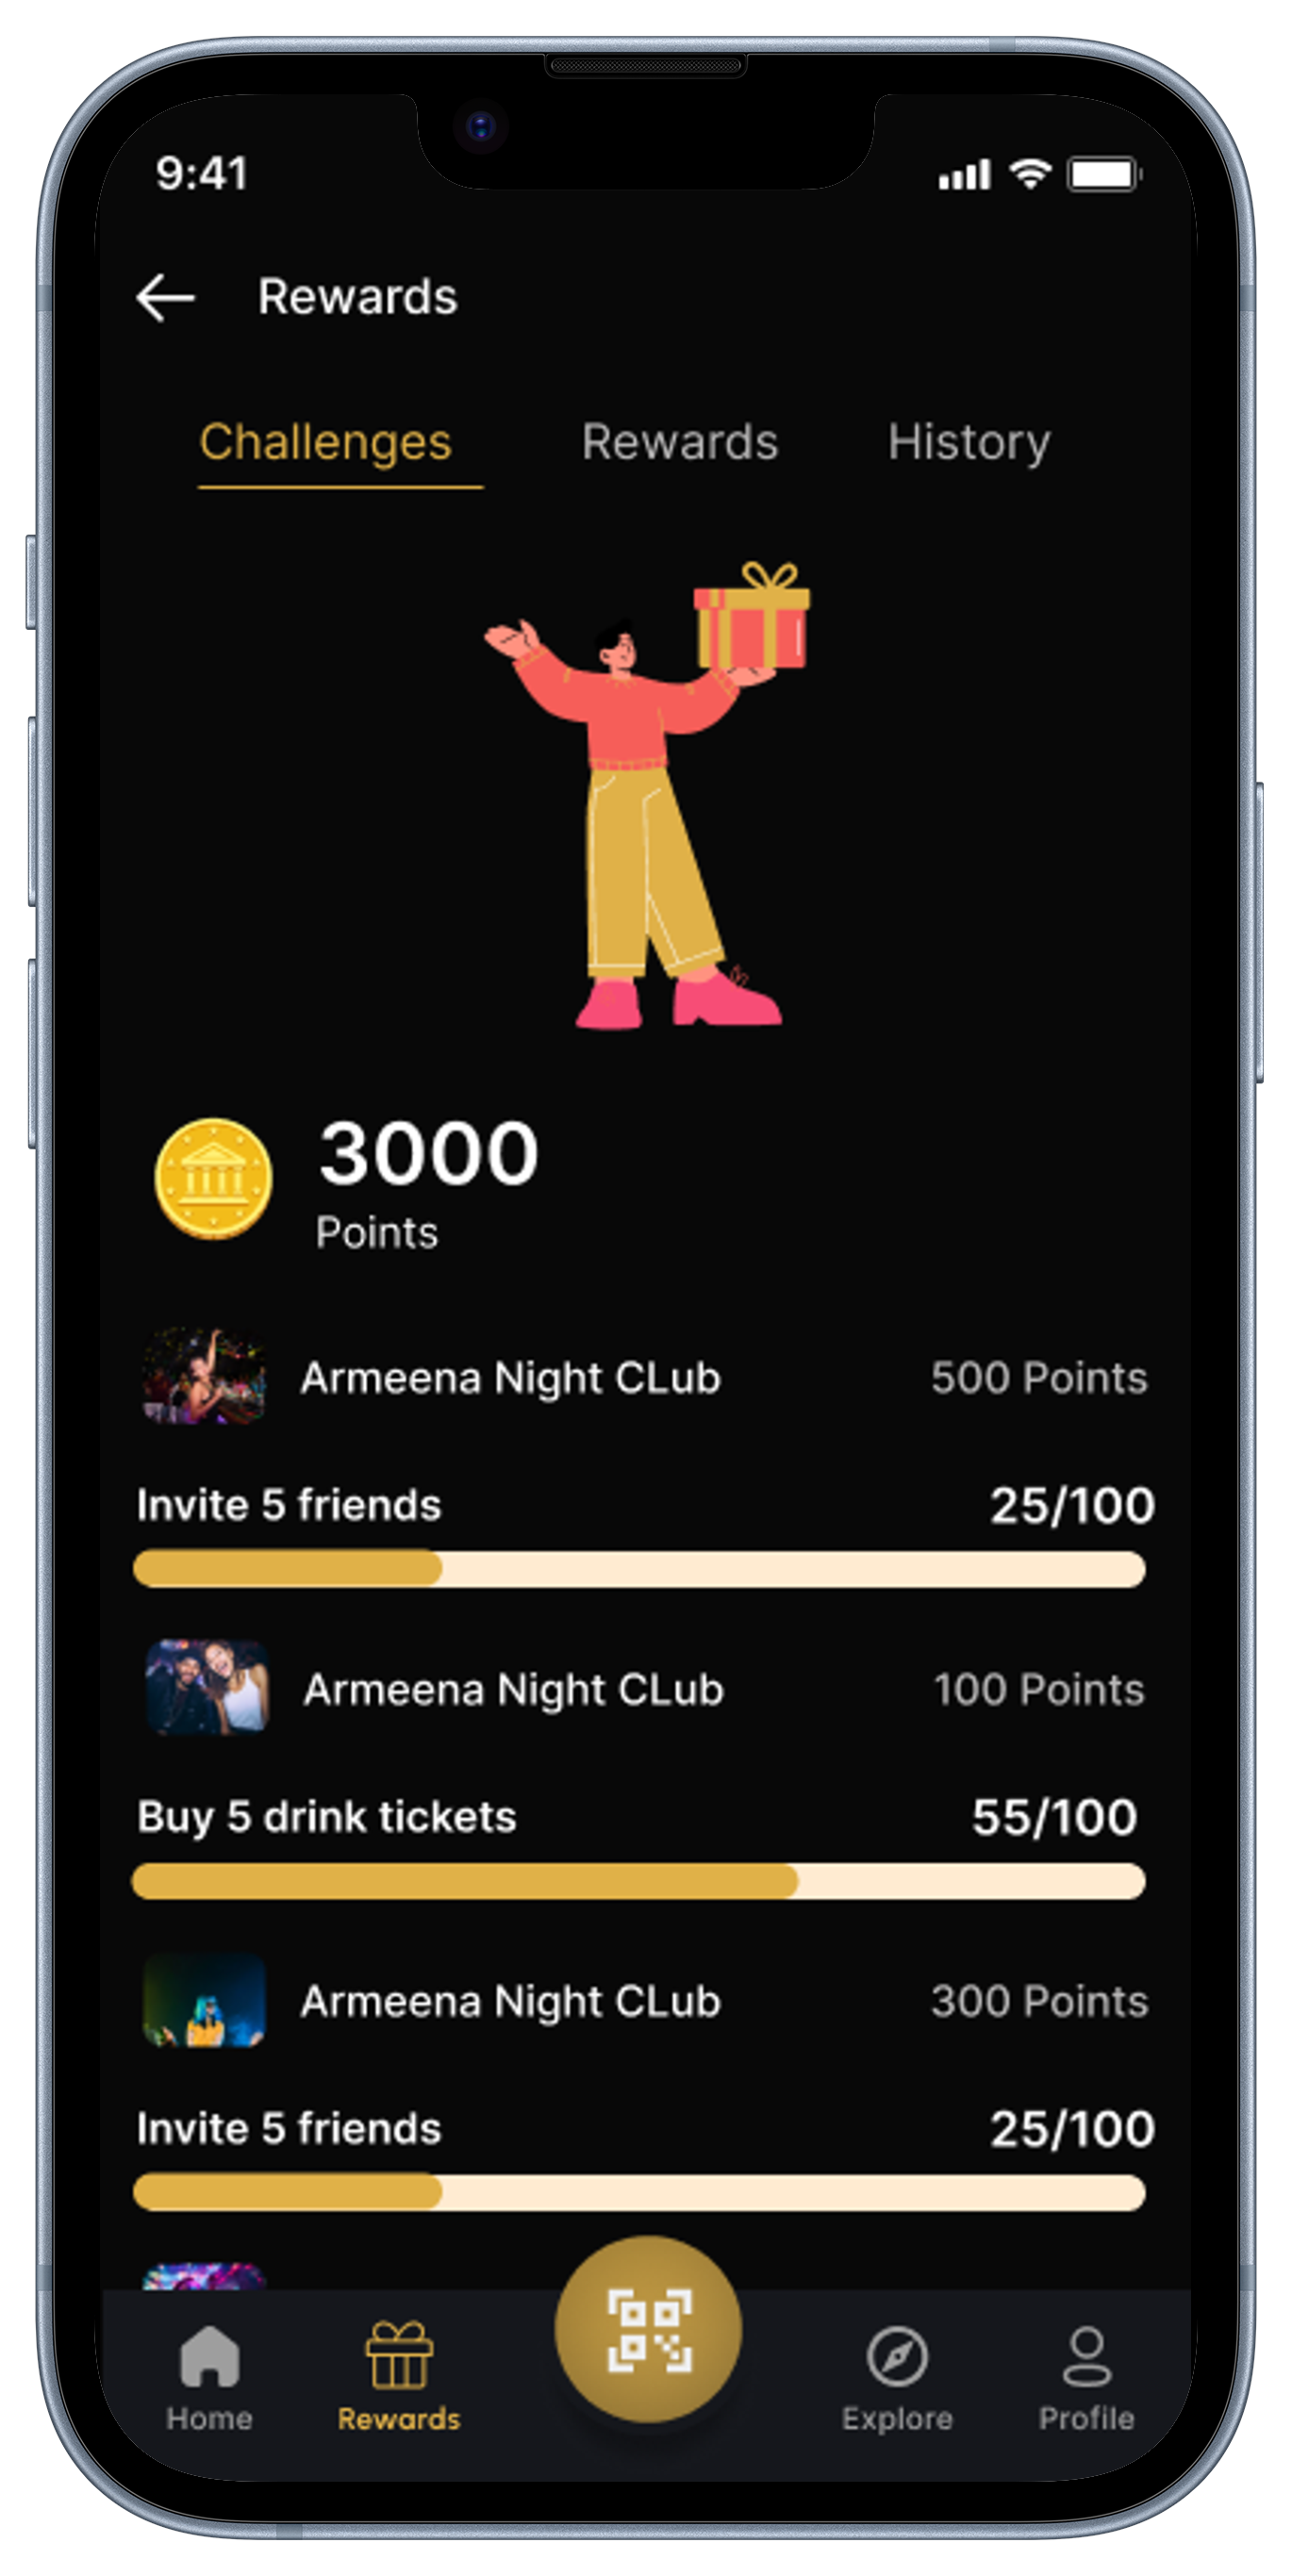 9:41
Rewards
Challenges Rewards History
3000
Points
Armeena Night CLub 500 Points
Invite 5 friends 25/100
Armeena Night CLub 100 Points
Buy 5 drink tickets 55/100
Armeena Night CLub 300 Points
Invite 5 friends 25/100
Home Rewards Explore Profile